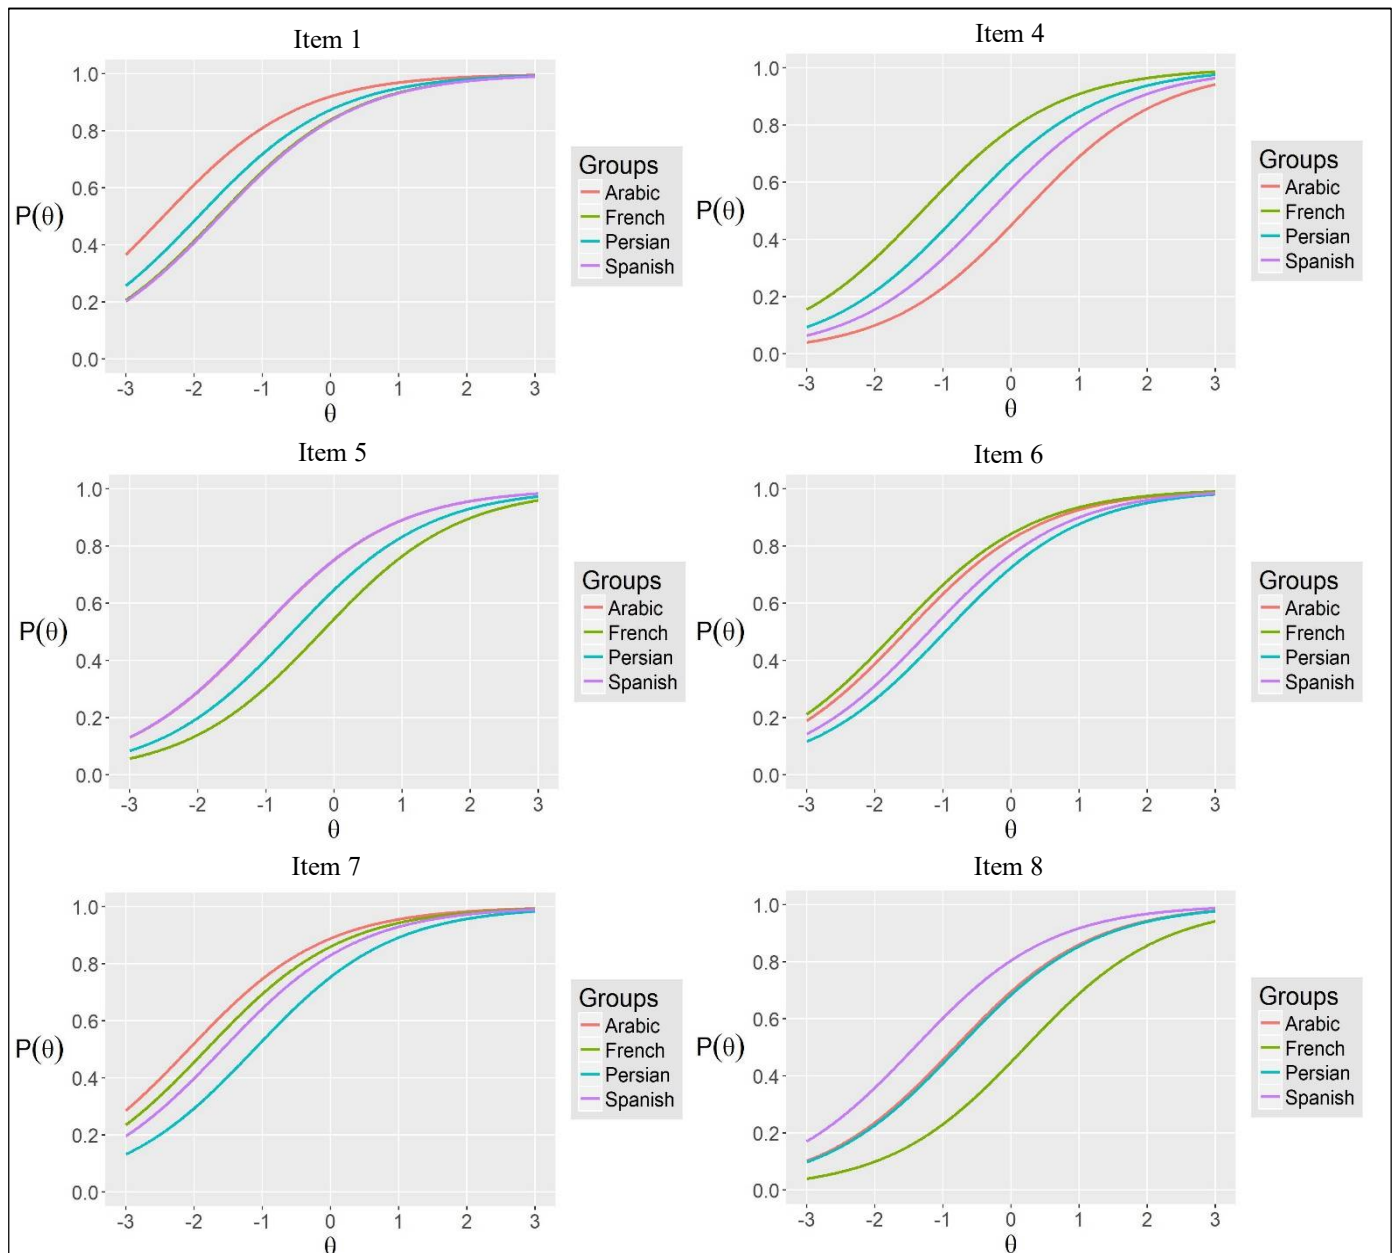 Item 1
1.0
0.8
0.6
P(θ)
0.4
0.2
0.0
-3 -2 -1 0 1 2 3
θ
Groups
Arabic
French
Persian
Spanish
Item 4
1.0
0.8
0.6
P(θ)
0.4
0.2
0.0
-3 -2 -1 0 1 2 3
θ
Groups
Arabic
French
Persian
Spanish
Item 5
1.0
0.8
0.6
P(θ)
0.4
0.2
0.0
-3 -2 -1 0 1 2 3
θ
Groups
Arabic
French
Persian
Spanish
Item 6
1.0
0.8
0.6
P(θ)
0.4
0.2
0.0
-3 -2 -1 0 1 2 3
θ
Groups
Arabic
French
Persian
Spanish
Item 7
1.0
0.8
0.6
P(θ)
0.4
0.2
0.0
-3 -2 -1 0 1 2 3
θ
Groups
Arabic
French
Persian
Spanish
Item 8
1.0
0.8
0.6
P(θ)
0.4
0.2
0.0
-3 -2 -1 0 1 2 3
θ
Groups
Arabic
French
Persian
Spanish